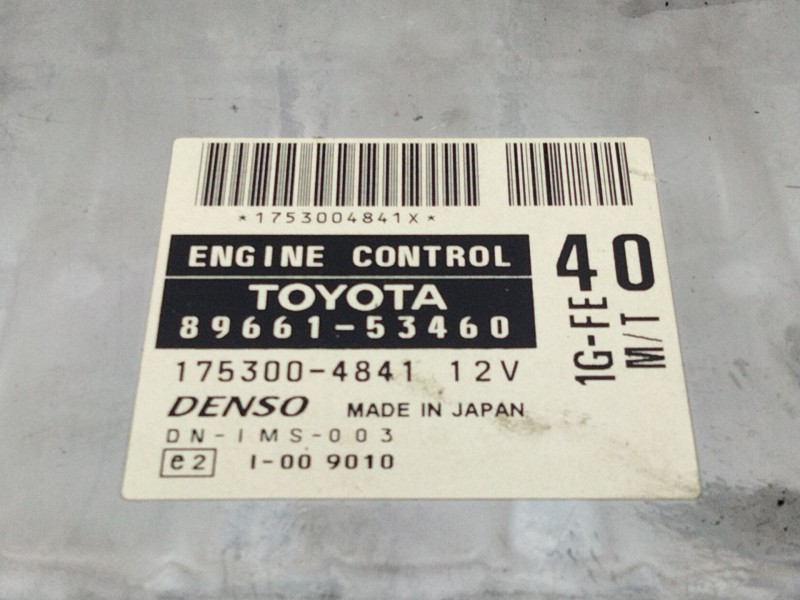 *1753004841X*
ENGINE CONTROL
TOYOTA
89661-53460
40
1G-FE
M/T
175300-4841 12V
DENSO MADE IN JAPAN
DN-IMS-003
e2 I-00 9010